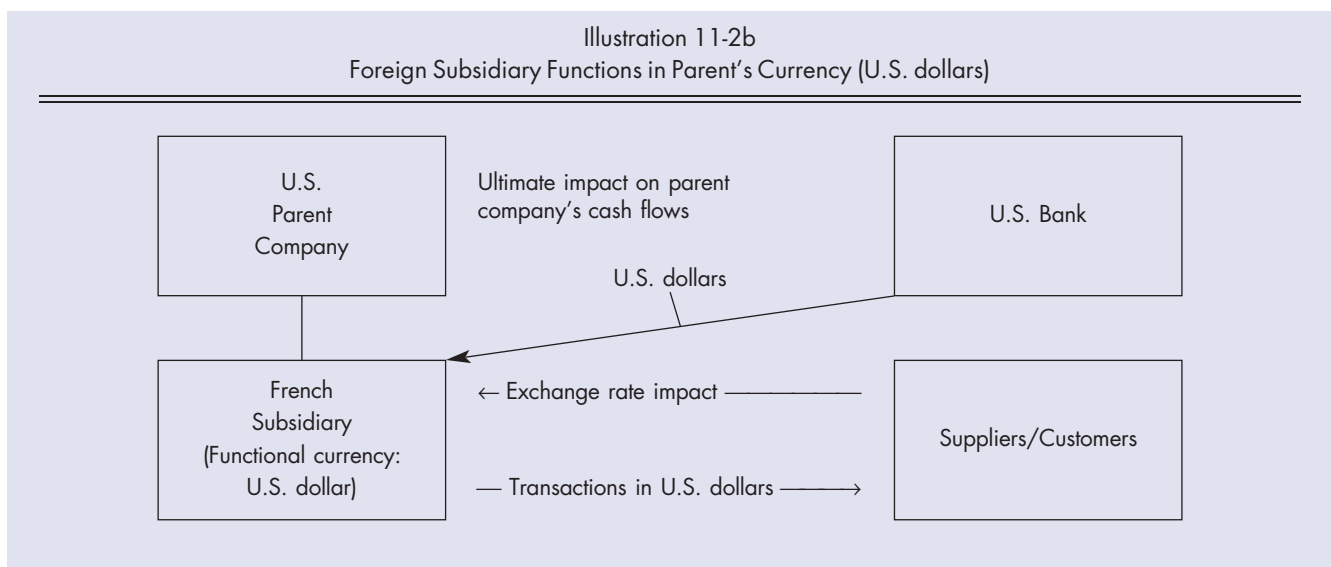 Illustration 11-2b
Foreign Subsidiary Functions in Parent's Currency (U.S. dollars)
U.S.
Parent
Company
Ultimate impact on parent
company's cash flows
U.S. Bank
U.S. dollars
French
Subsidiary
(Functional currency:
U.S. dollar)
← Exchange rate impact ———
— Transactions in U.S. dollars ———→
Suppliers/Customers